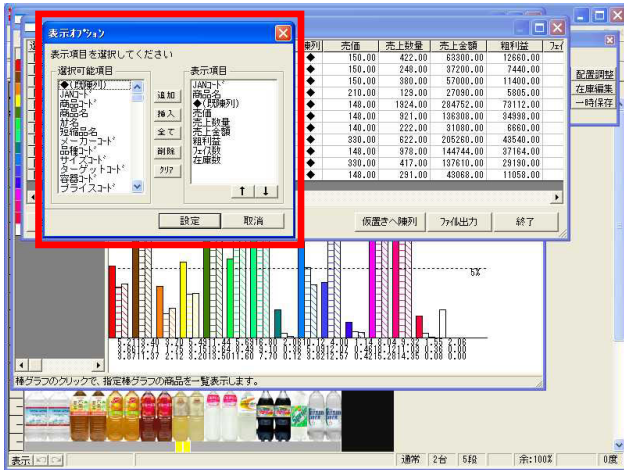 表示ｵﾌﾟｼｮﾝ
表示項目を選択してください
選択可能項目
◆(既陳列)
JANｺｰﾄﾞ
商品ｺｰﾄﾞ
商品名
ｶﾅ名
短縮品名
メーカーｺｰﾄﾞ
品種ｺｰﾄﾞ
サイズｺｰﾄﾞ
ターゲットｺｰﾄﾞ
容器ｺｰﾄﾞ
プライスｺｰﾄﾞ
追加
挿入
全て
削除
ｸﾘｱ
表示項目
JANｺｰﾄﾞ
商品名
◆(既陳列)
売価
売上数量
売上金額
粗利益
ﾌｪｲｽ数
在庫数
↑ ↓
設定 取消
売価 売上数量 売上金額 粗利益 ﾌｪｲ
◆ 150.00 422.00 63300.00 12660.00
◆ 150.00 248.00 37200.00 7440.00
◆ 150.00 380.00 57000.00 11400.00
◆ 210.00 129.00 27090.00 5805.00
◆ 148.00 1924.00 284752.00 73112.00
◆ 148.00 921.00 136308.00 34998.00
◆ 140.00 222.00 31080.00 6660.00
◆ 330.00 622.00 205260.00 43540.00
◆ 148.00 978.00 144744.00 37164.00
◆ 330.00 417.00 137610.00 29190.00
◆ 148.00 291.00 43068.00 11058.00
仮置きへ陳列 ﾌｧｲﾙ出力 終了
配置調整
在庫編集
一時保存
5%
棒グラフのクリックで、指定棒グラフの商品を一覧表示します。
表示
通常 2台 5段 余:100% 0度